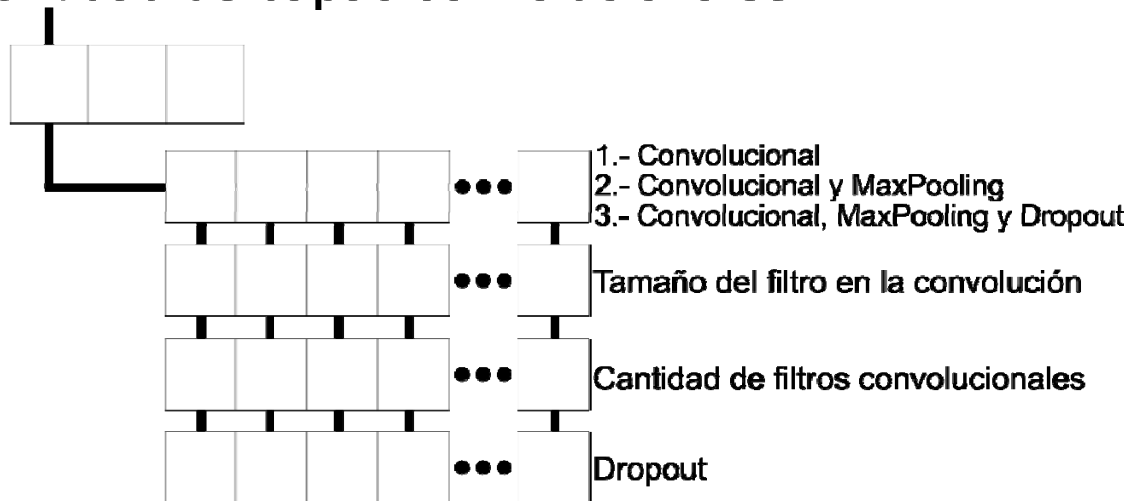 1.- Convolucional
2.- Convolucional y MaxPooling
3.- Convolucional, MaxPooling y Dropout
Tamaño del filtro en la convolución
Cantidad de filtros convolucionales
Dropout